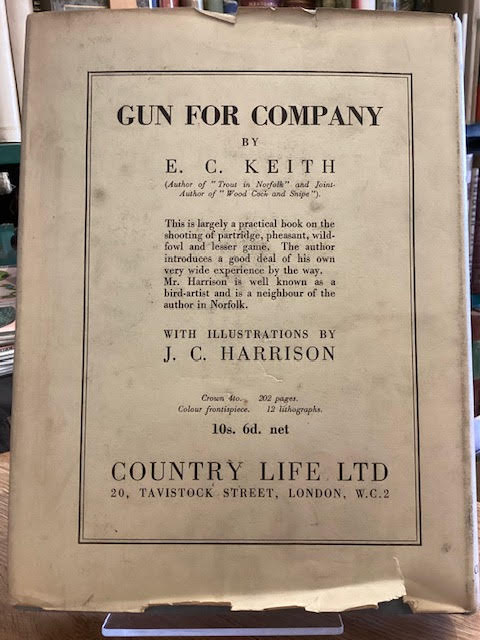 GUN FOR COMPANY
BY
E. C. KEITH
(Author of "Trout in Norfolk" and Joint-
Author of "Wood Cock and Snipe").
This is largely a practical book on the
shooting of partridge, pheasant, wild-
fowl and lesser game. The author
introduces a good deal of his own
very wide experience by the way.
Mr. Harrison is well known as a
bird-artist and is a neighbour of the
author in Norfolk.
WITH ILLUSTRATIONS BY
J. C. HARRISON
Crown 4to. 202 pages.
Colour frontispiece. 12 lithographs.
10s. 6d. net
COUNTRY LIFE LTD
20, TAVISTOCK STREET, LONDON, W.C.2